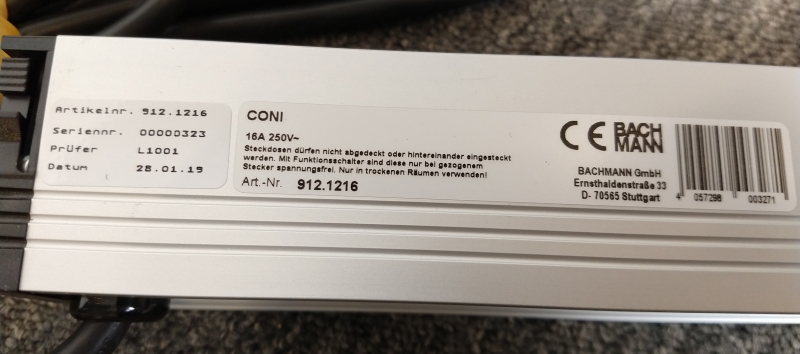 Artikelnr. 912.1216
Seriennr. 00000323
Prüfer L1001
Datum 28.01.19
CONI
16A 250V~
Steckdosen dürfen nicht abgedeckt oder hintereinander eingesteckt
werden. Mit Funktionsschalter sind diese nur bei gezogenem
Stecker spannungsfrei. Nur in trockenen Räumen verwenden!
Art.-Nr. 912.1216
CE
BACH
MANN
BACHMANN GmbH
Ernsthaldenstraße 33
D- 70565 Stuttgart
4 057298 003271